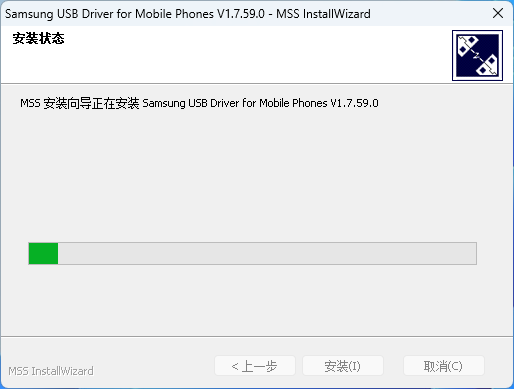 Samsung USB Driver for Mobile Phones V1.7.59.0 - MSS InstallWizard
安装状态
MSS 安装向导正在安装 Samsung USB Driver for Mobile Phones V1.7.59.0
MSS InstallWizard
< 上一步 安装(I) 取消(C)